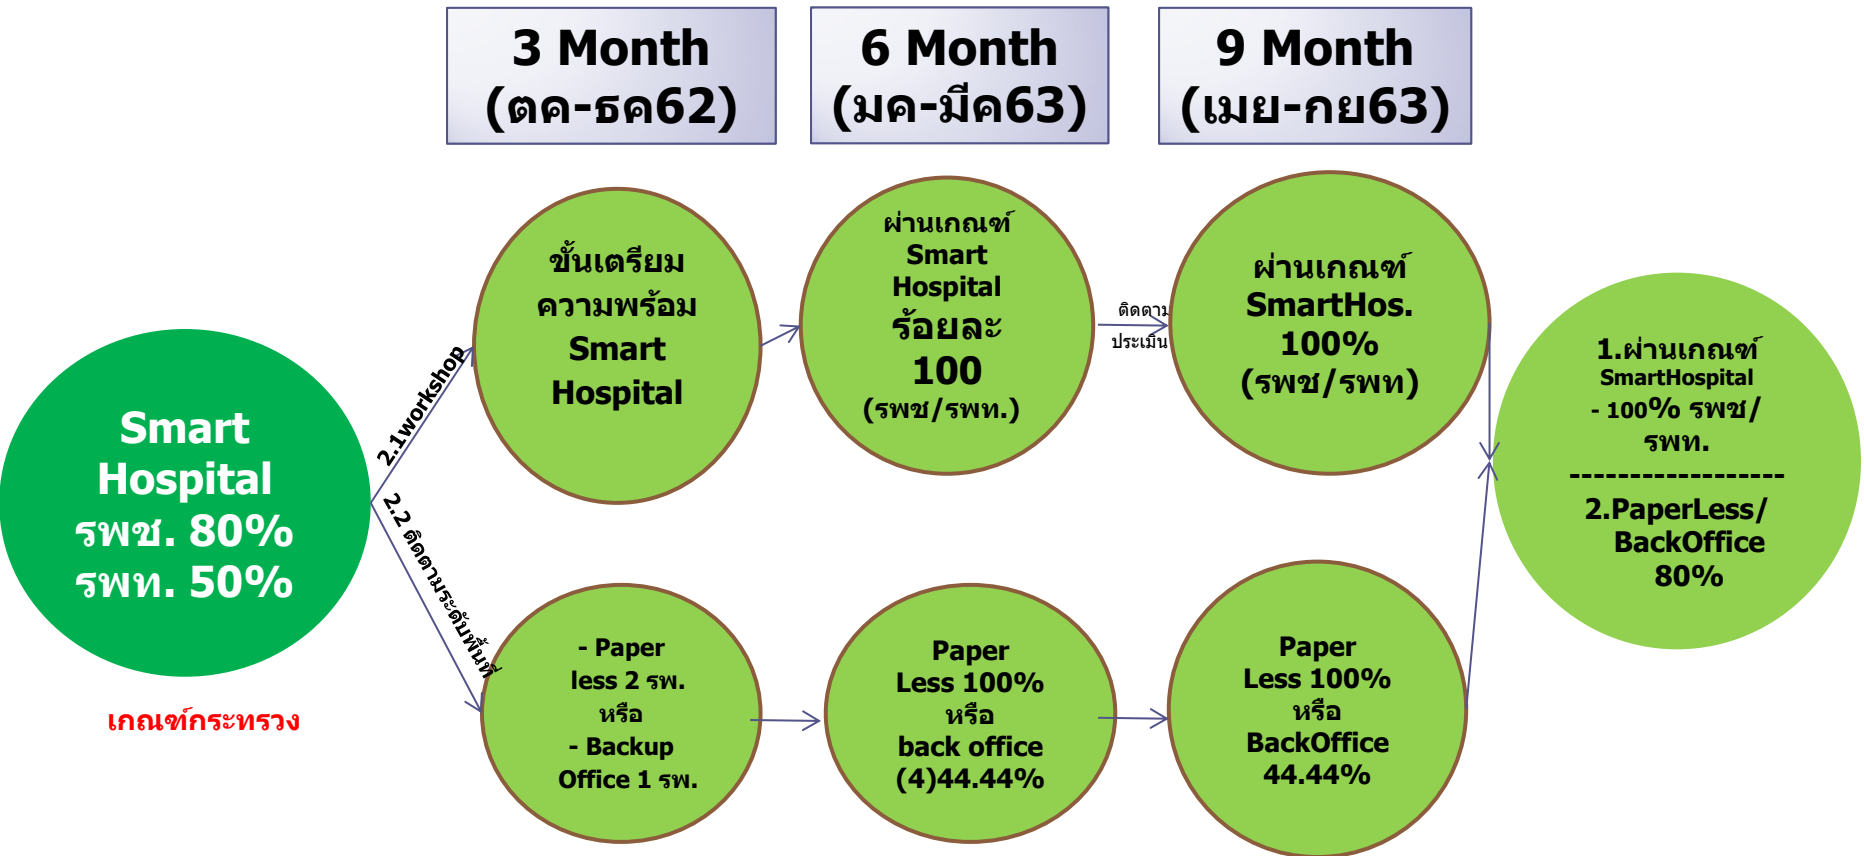 3 Month
(ตค-ธค62)
6 Month
(มค-มีค63)
9 Month
(เมย-กย63)
Smart
Hospital
รพช. 80%
รพท. 50%
เกณฑ์กระทรวง
2.1workshop
2.2 ติดตามระดับพื้นที่
ขั้นเตรียม
ความพร้อม
Smart
Hospital
ผ่านเกณฑ์
Smart
Hospital
ร้อยละ
100
(รพช/รพท.)
ติดตาม
ประเมิน
ผ่านเกณฑ์
SmartHos.
100%
(รพช/รพท)
- Paper
less 2 รพ.
หรือ
- Backup
Office 1 รพ.
Paper
Less 100%
หรือ
back office
(4)44.44%
Paper
Less 100%
หรือ
BackOffice
44.44%
1.ผ่านเกณฑ์
SmartHospital
- 100% รพช/
รพท.
------------------
2.PaperLess/
BackOffice
80%